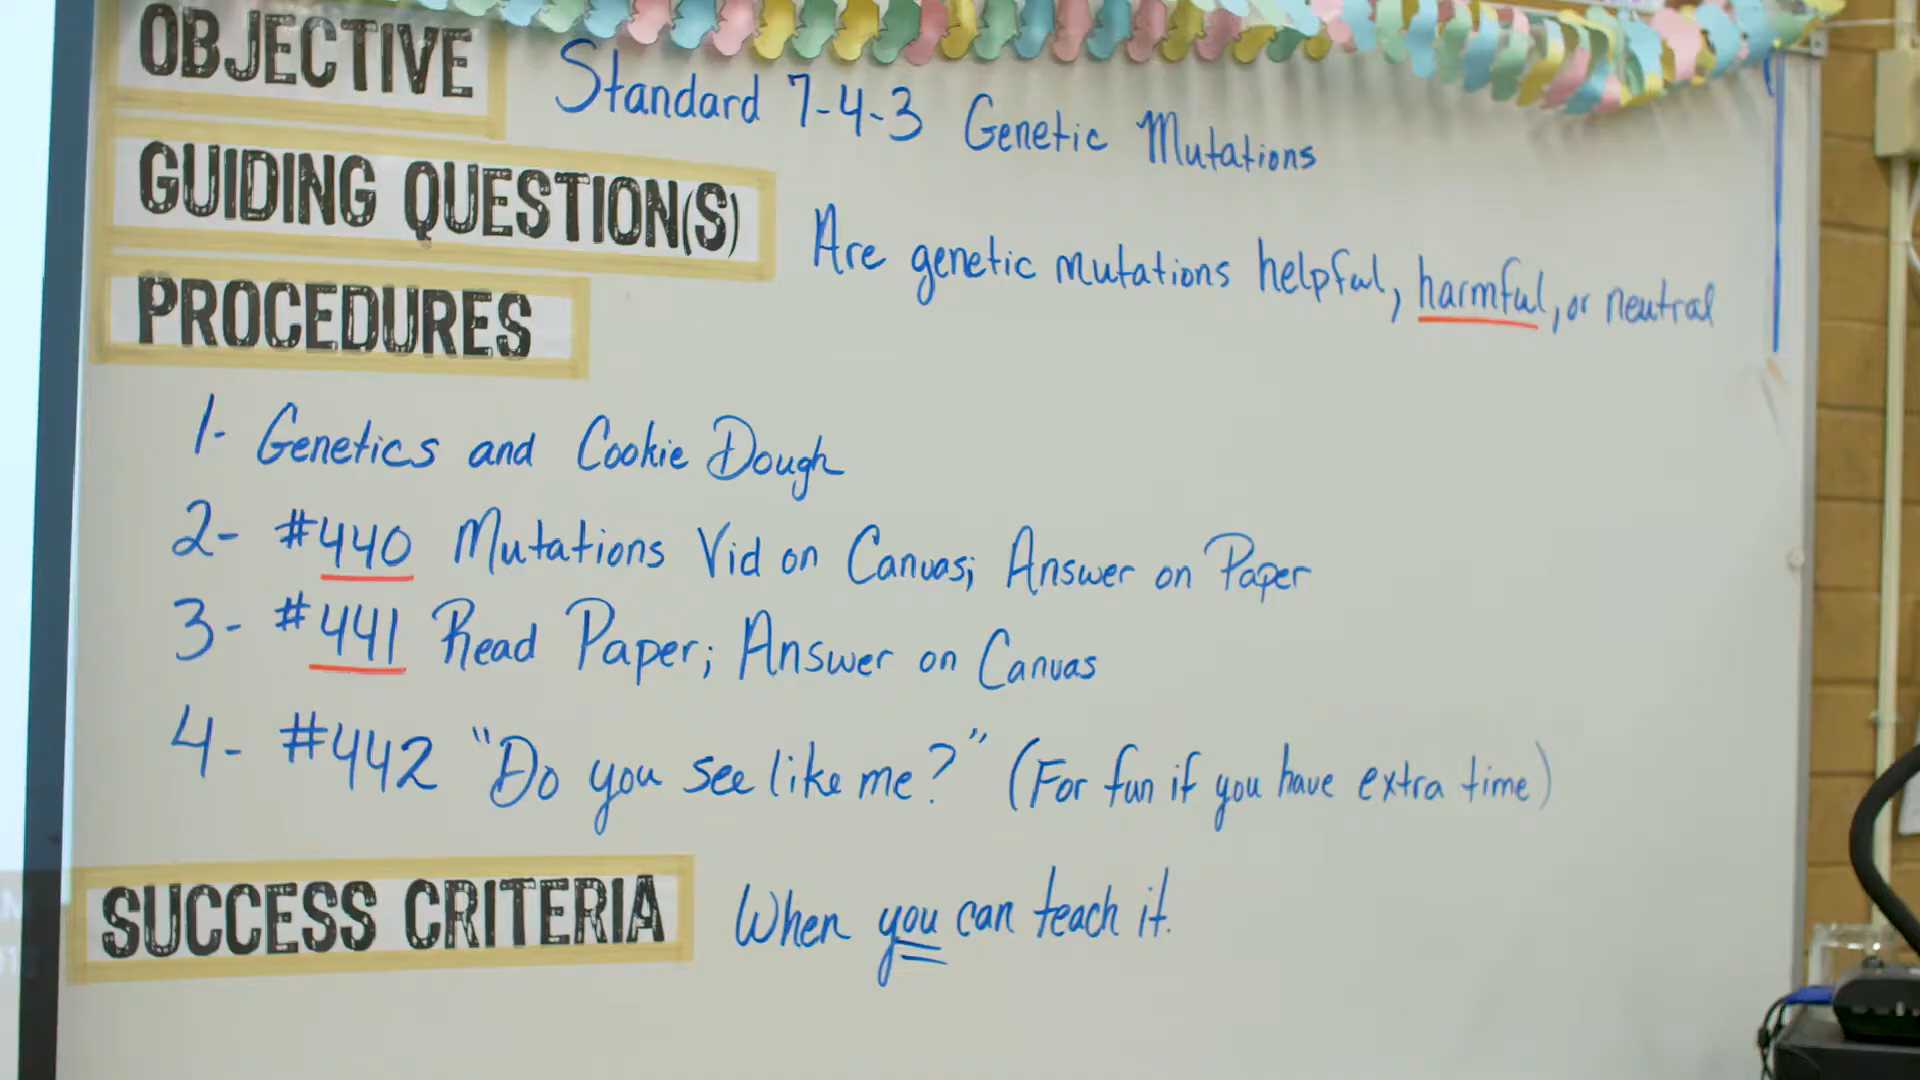 OBJECTIVE Standard 7-4-3 Genetic Mutations
GUIDING QUESTION(S) Are genetic mutations helpful, harmful, or neutral
PROCEDURES
1- Genetics and Cookie Dough
2- #440 Mutations Vid on Canvas; Answer on Paper
3- #441 Read Paper; Answer on Canvas
4- #442 "Do you see like me?" (For fun if you have extra time)
SUCCESS CRITERIA When you can teach it.